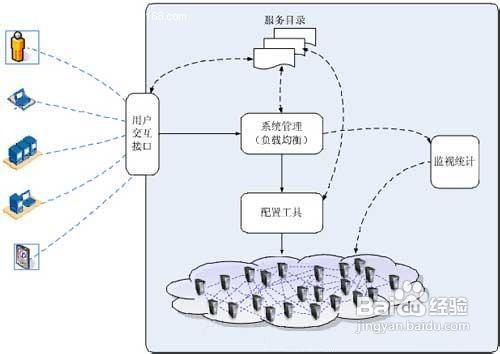 服务目录
用户
交互
接口
系统管理
（负载均衡）
监视统计
配置工具
Baidu 经验
jingyan.baidu.com